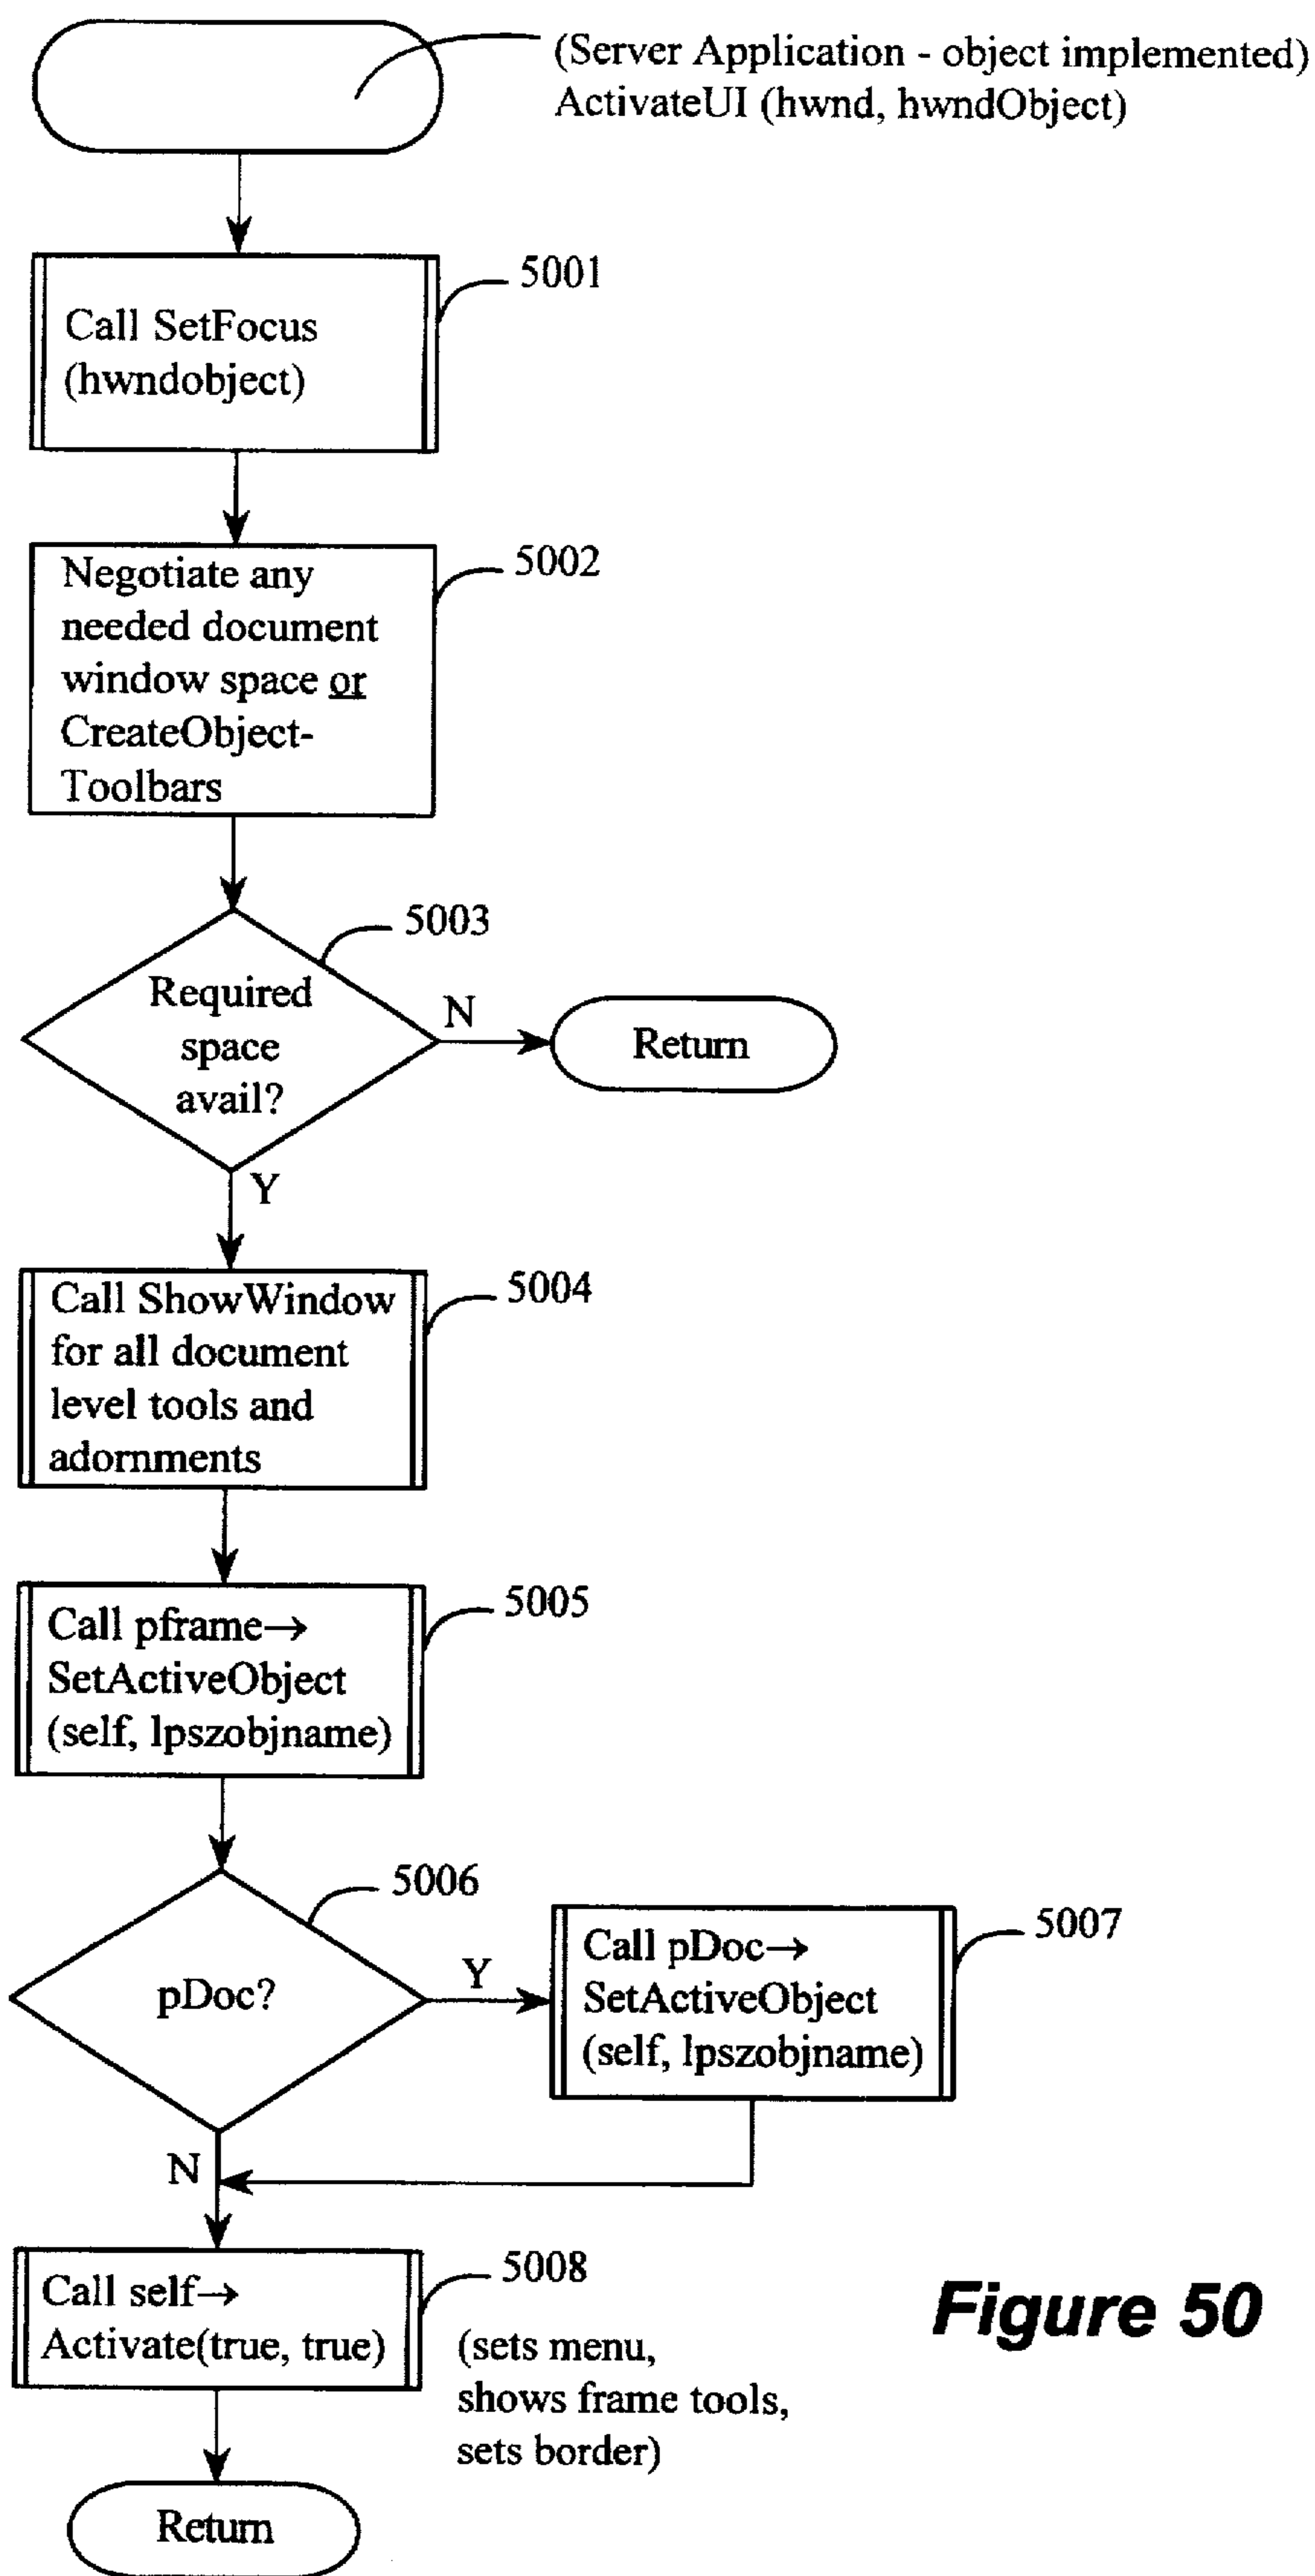 (Server Application - object implemented)
ActivateUI (hwnd, hwndObject)
5001
Call SetFocus
(hwndobject)
5002
Negotiate any
needed document
window space or
CreateObject-
Toolbars
5003
Required
space
avail?
N
Return
Y
5004
Call ShowWindow
for all document
level tools and
adornments
5005
Call pframe→
SetActiveObject
(self, lpszobjname)
5006
pDoc?
Y
5007
Call pDoc→
SetActiveObject
(self, lpszobjname)
N
5008
Call self→
Activate(true, true)
(sets menu,
shows frame tools,
sets border)
Return
Figure 50